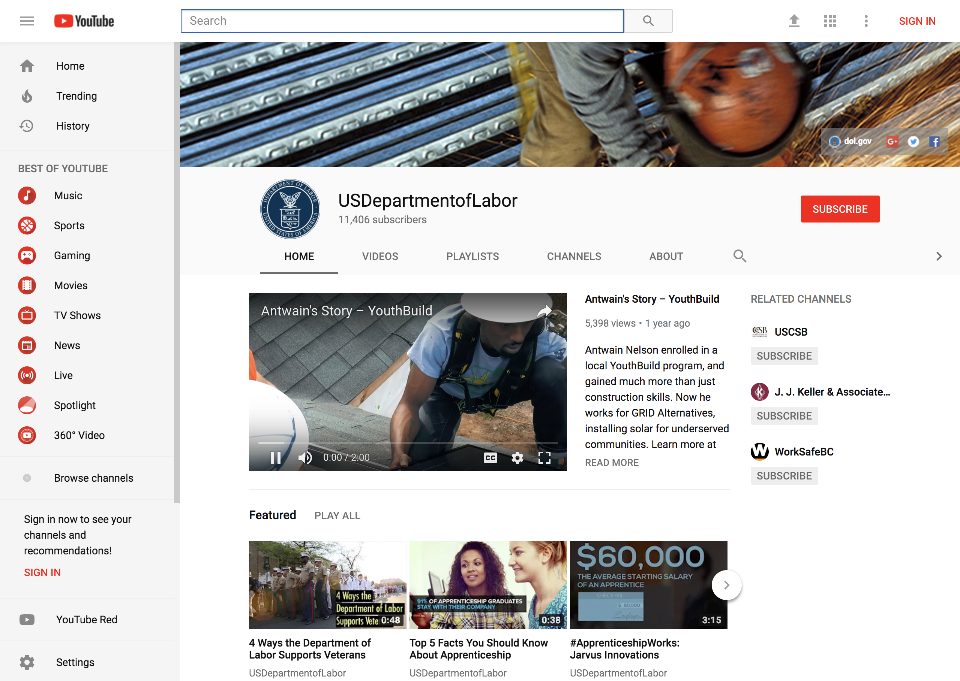 YouTube
Search
SIGN IN
Home
Trending
History
BEST OF YOUTUBE
Music
Sports
Gaming
Movies
TV Shows
News
Live
Spotlight
360° Video
Browse channels
Sign in now to see your
channels and
recommendations!
SIGN IN
YouTube Red
Settings
dol.gov
G+
f
USDepartmentofLabor
11,406 subscribers
SUBSCRIBE
HOME
VIDEOS
PLAYLISTS
CHANNELS
ABOUT
Antwain's Story – YouthBuild
0:00 / 2:00
CC
Antwain's Story – YouthBuild
5,398 views • 1 year ago
Antwain Nelson enrolled in a
local YouthBuild program, and
gained much more than just
construction skills. Now he
works for GRID Alternatives,
installing solar for underserved
communities. Learn more at
READ MORE
RELATED CHANNELS
CSB
USCSB
SUBSCRIBE
J. J. Keller & Associate...
SUBSCRIBE
WorkSafeBC
SUBSCRIBE
Featured
PLAY ALL
4 Ways the
Department of Labor
Supports Vete
0:48
4 Ways the Department of
Labor Supports Veterans
USDepartmentofLabor
91% OF APPRENTICESHIP GRADUATES
STAY WITH THEIR COMPANY
0:38
Top 5 Facts You Should Know
About Apprenticeship
USDepartmentofLabor
$60,000
THE AVERAGE STARTING SALARY
OF AN APPRENTICE
3:15
#ApprenticeshipWorks:
Jarvus Innovations
USDepartmentofLabor